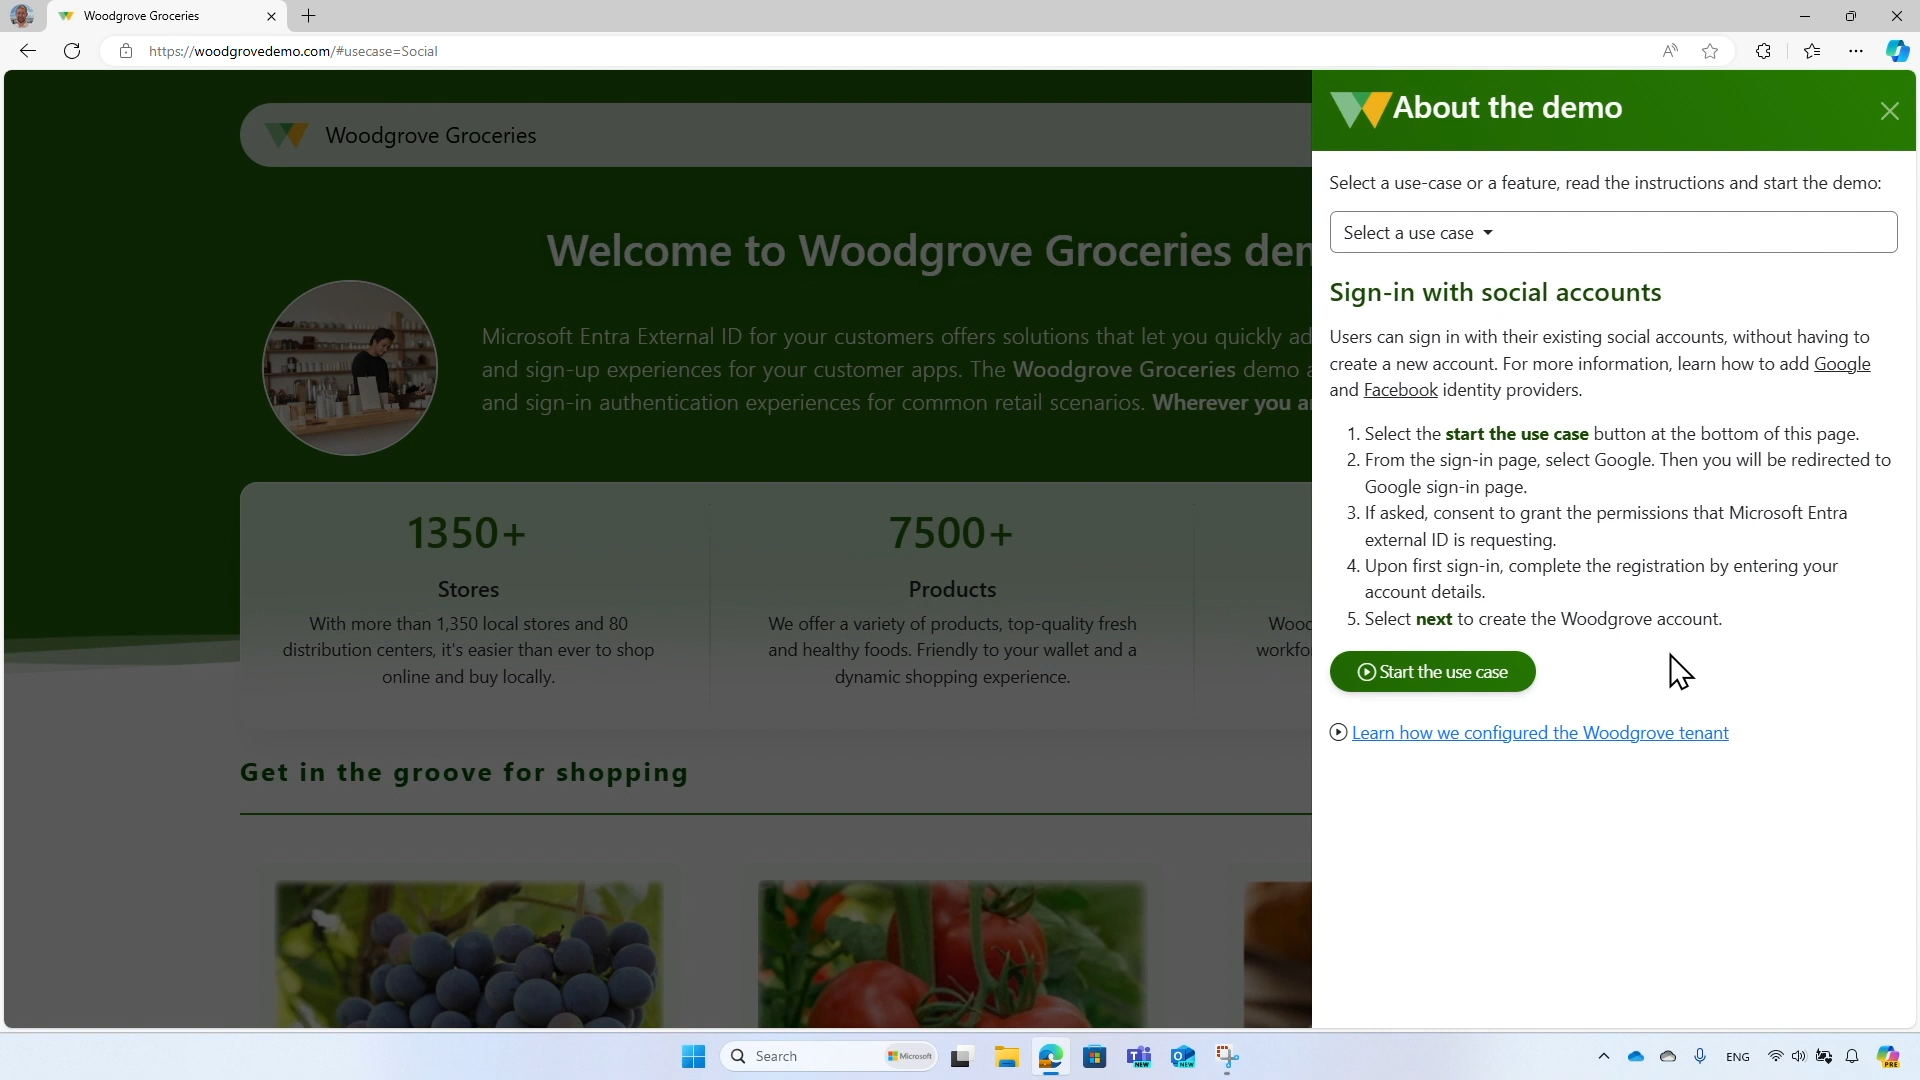 Woodgrove Groceries
https://woodgrovedemo.com/#usecase=Social
Woodgrove Groceries
Welcome to Woodgrove Groceries
Microsoft Entra External ID for your customers offers solutions that let you quickly
and sign-up experiences for your customer apps. The Woodgrove Groceries demo
and sign-in authentication experiences for common retail scenarios. Wherever you
1350+
Stores
With more than 1,350 local stores and 80
distribution centers, it's easier than ever to shop
online and buy locally.
7500+
Products
We offer a variety of products, top-quality fresh
and healthy foods. Friendly to your wallet and a
dynamic shopping experience.
Get in the groove for shopping
About the demo
Select a use-case or a feature, read the instructions and start the demo:
Select a use case
Sign-in with social accounts
Users can sign in with their existing social accounts, without having to
create a new account. For more information, learn how to add Google
and Facebook identity providers.
1. Select the start the use case button at the bottom of this page.
2. From the sign-in page, select Google. Then you will be redirected to
Google sign-in page.
3. If asked, consent to grant the permissions that Microsoft Entra
external ID is requesting.
4. Upon first sign-in, complete the registration by entering your
account details.
5. Select next to create the Woodgrove account.
Start the use case
Learn how we configured the Woodgrove tenant
Search
Microsoft
NEW
NEW
ENG
PRE